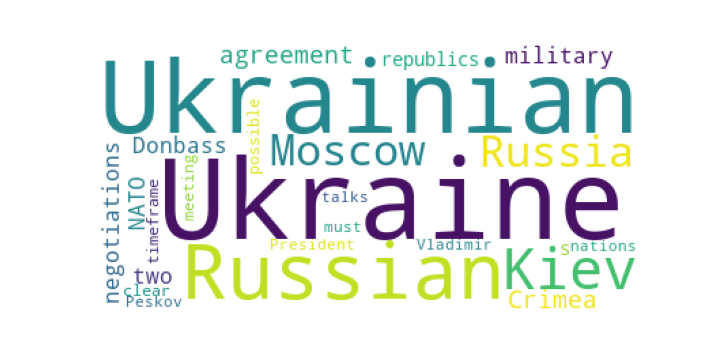 agreement republics military
Ukrainian
possible
Donbass Moscow Russia
negotiations
NATO
timeframe
meeting
Ukraine
talks
must
President Vladimir s nations
two Russian Kiev
clear
Peskov
Crimea